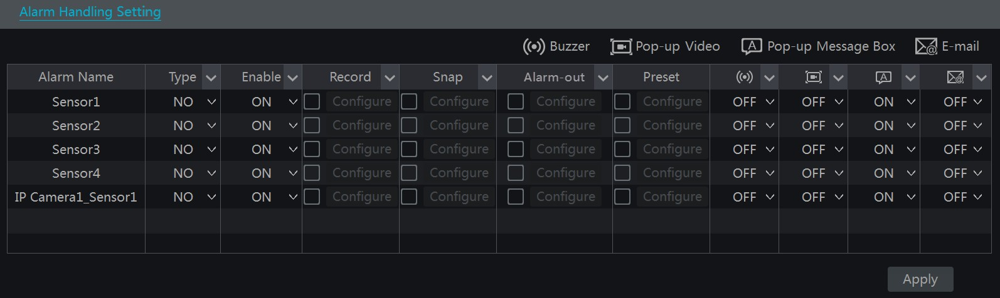 Alarm Handling Setting
Buzzer Pop-up Video Pop-up Message Box E-mail
Alarm Name Type Enable Record Snap Alarm-out Preset
Sensor1 NO ON Configure Configure Configure Configure OFF OFF ON OFF
Sensor2 NO ON Configure Configure Configure Configure OFF OFF ON OFF
Sensor3 NO ON Configure Configure Configure Configure OFF OFF ON OFF
Sensor4 NO ON Configure Configure Configure Configure OFF OFF ON OFF
IP Camera1_Sensor1 NO ON Configure Configure Configure Configure OFF OFF ON OFF
Apply